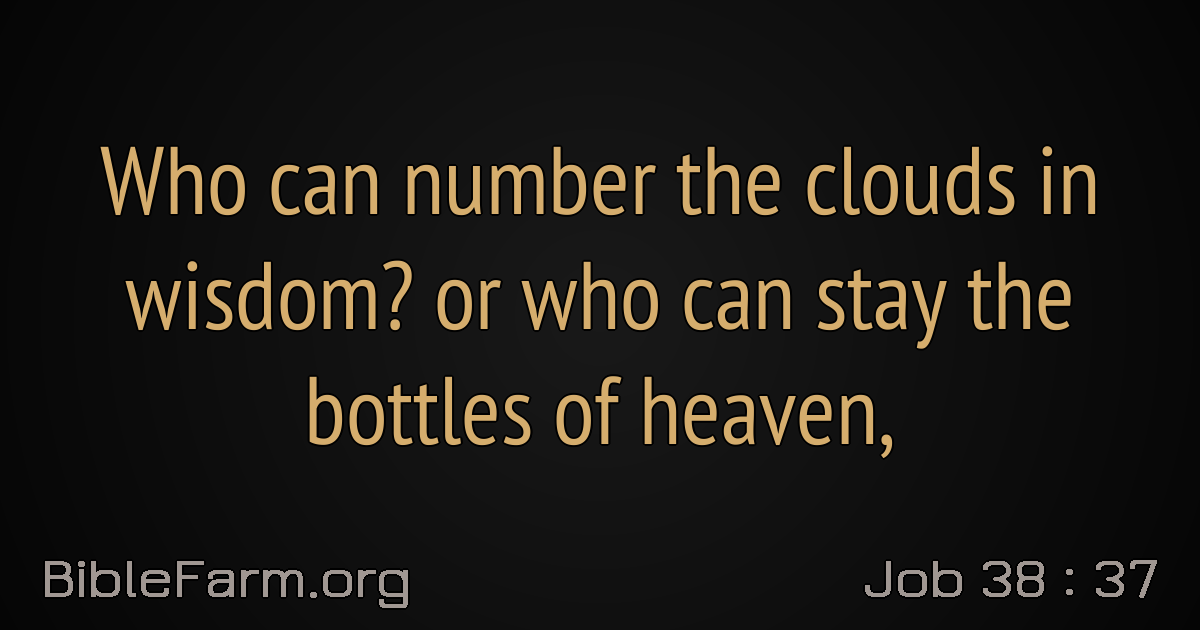 Who can number the clouds in
wisdom? or who can stay the
bottles of heaven,
BibleFarm.org
Job 38 : 37